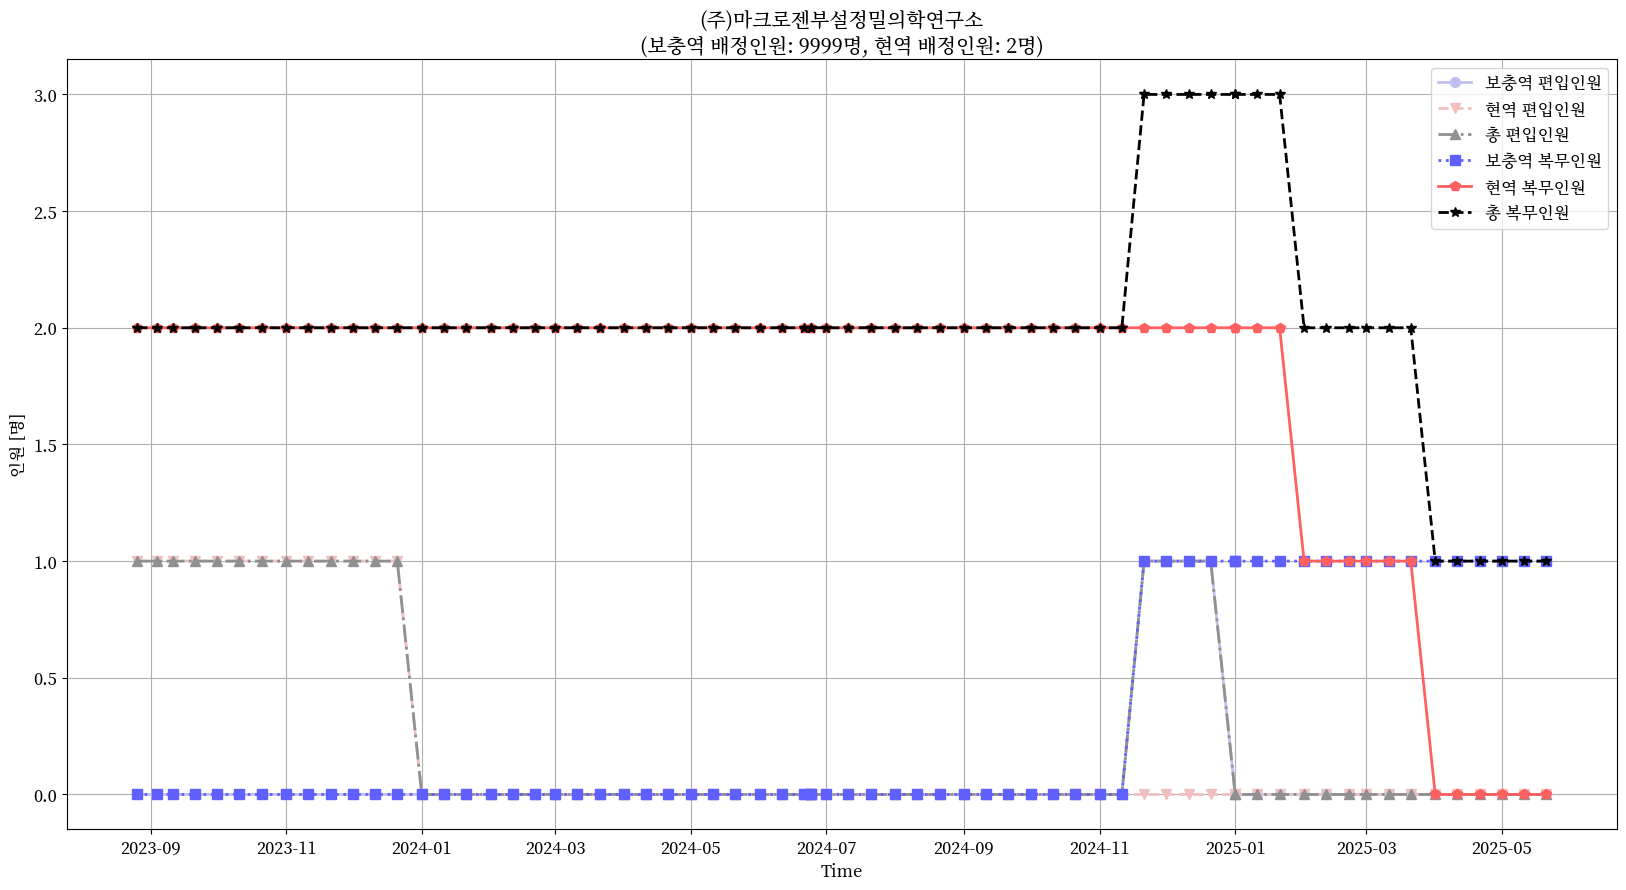 (주)마크로젠부설정밀의학연구소
(보충역 배정인원: 9999명, 현역 배정인원: 2명)
보충역 편입인원
현역 편입인원
총 편입인원
보충역 복무인원
현역 복무인원
총 복무인원
인원 [명]
3.0
2.5
2.0
1.5
1.0
0.5
0.0
2023-09
2023-11
2024-01
2024-03
2024-05
2024-07
2024-09
2024-11
2025-01
2025-03
2025-05
Time